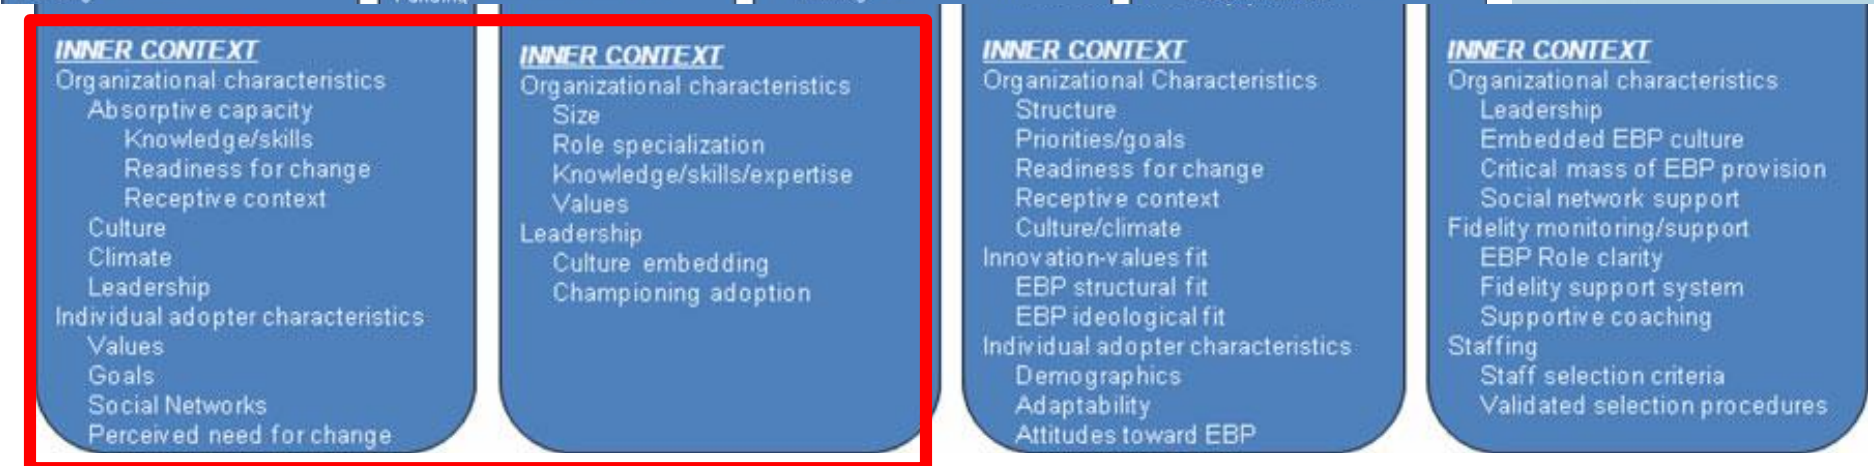 INNER CONTEXT
Organizational characteristics
Absorptive capacity
Knowledge/skills
Readiness for change
Receptive context
Culture
Climate
Leadership
Individual adopter characteristics
Values
Goals
Social Networks
Perceived need for change
INNER CONTEXT
Organizational characteristics
Size
Role specialization
Knowledge/skills/expertise
Values
Leadership
Culture embedding
Championing adoption
INNER CONTEXT
Organizational Characteristics
Structure
Priorities/goals
Readiness for change
Receptive context
Culture/climate
Innovation-values fit
EBP structural fit
EBP ideological fit
Individual adopter characteristics
Demographics
Adaptability
Attitudes toward EBP
INNER CONTEXT
Organizational characteristics
Leadership
Embedded EBP culture
Critical mass of EBP provision
Social network support
Fidelity monitoring/support
EBP Role clarity
Fidelity support system
Supportive coaching
Staffing
Staff selection criteria
Validated selection procedures